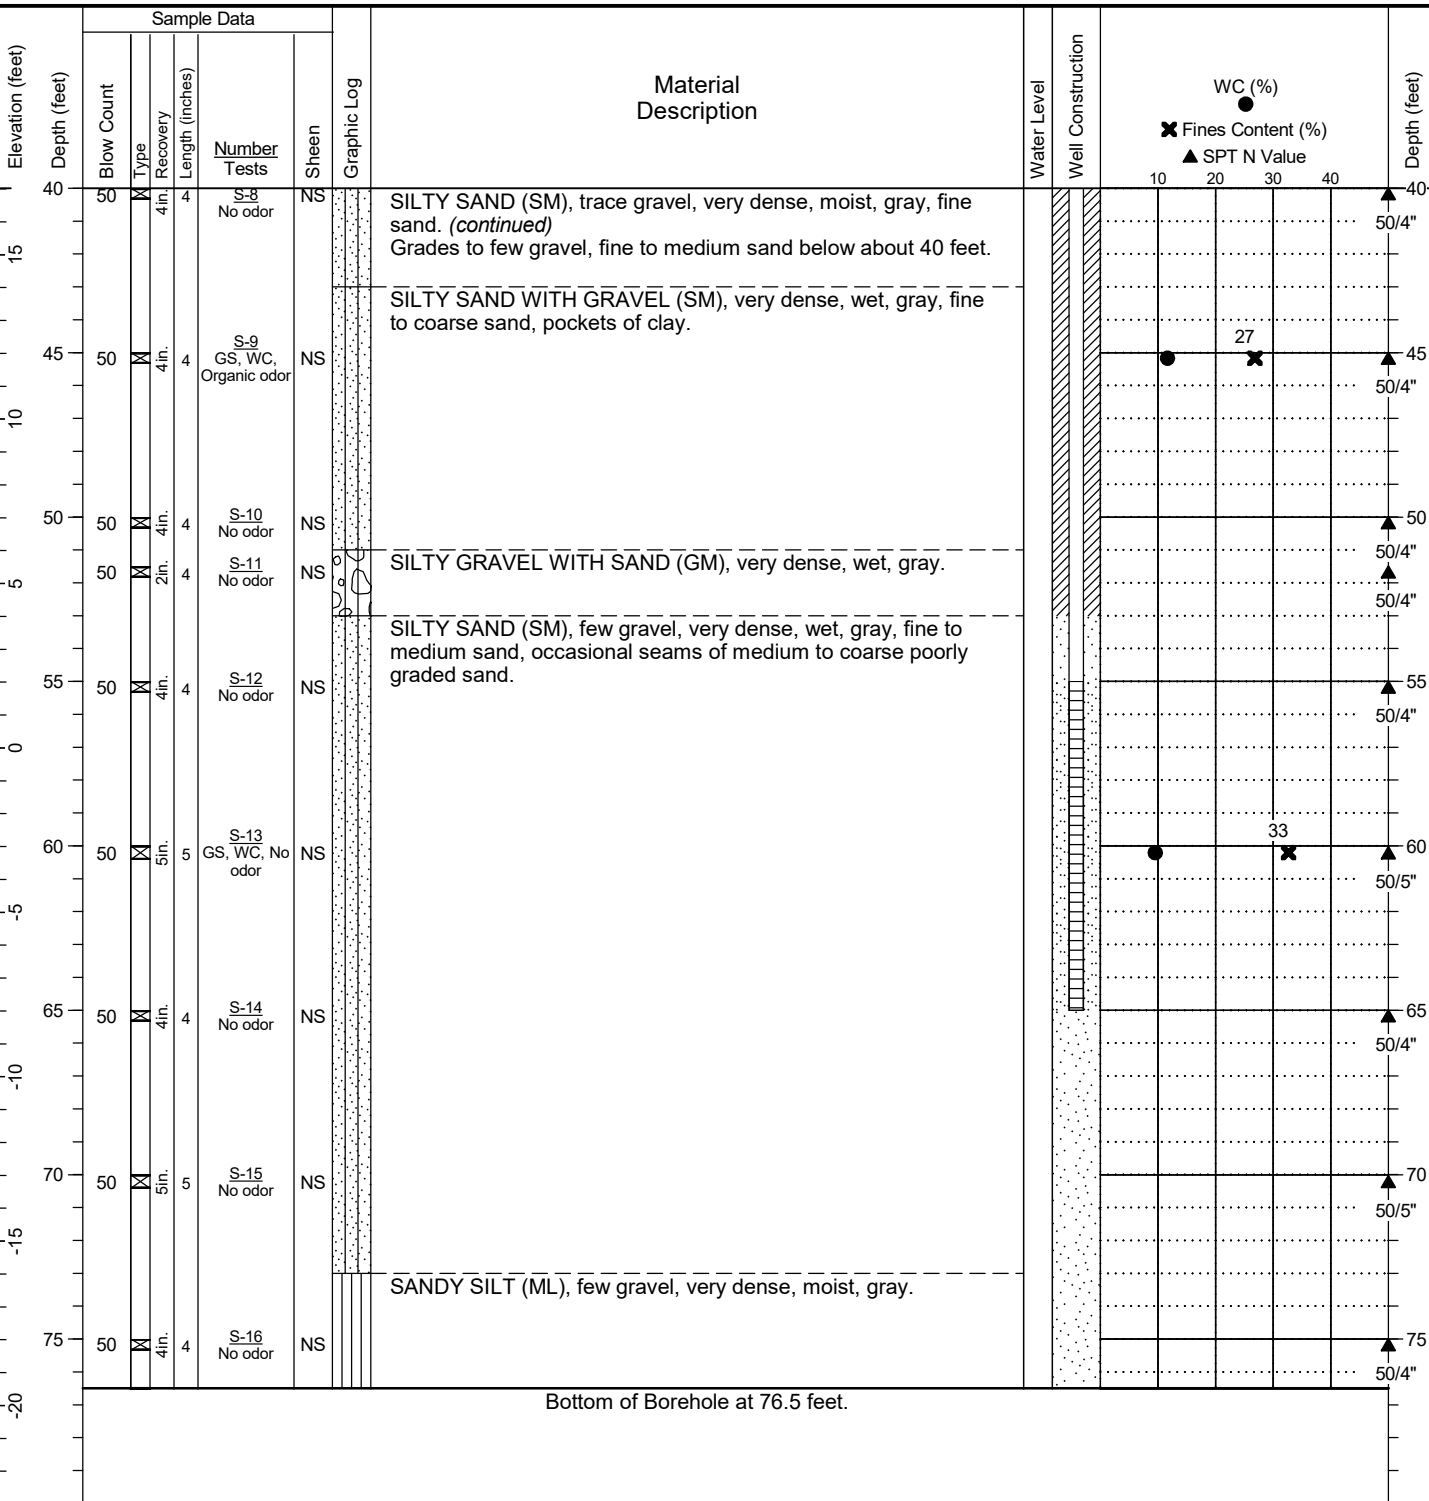 Sample Data
Elevation (feet)
Depth (feet)
Blow Count
Type
Recovery
Length (inches)
Number
Tests
Sheen
Graphic Log
Material
Description
Water Level
Well Construction
WC (%)
Fines Content (%)
SPT N Value
10 20 30 40
Depth (feet)
40 50 4in. 4 S-8 NS 40
No odor
SILTY SAND (SM), trace gravel, very dense, moist, gray, fine
sand. (continued)
Grades to few gravel, fine to medium sand below about 40 feet.
50/4"
15
SILTY SAND WITH GRAVEL (SM), very dense, wet, gray, fine
to coarse sand, pockets of clay.
27
45 50 4in. 4 S-9 NS 45
GS, WC,
Organic odor
50/4"
10
50 50 4in. 4 S-10 NS 50
No odor
50/4"
50 2in. 4 S-11 NS
No odor
SILTY GRAVEL WITH SAND (GM), very dense, wet, gray.
5
50/4"
SILTY SAND (SM), few gravel, very dense, wet, gray, fine to
medium sand, occasional seams of medium to coarse poorly
graded sand.
55 50 4in. 4 S-12 NS 55
No odor
50/4"
0
33
60 50 5in. 5 S-13 NS 60
GS, WC, No
odor
50/5"
-5
65 50 4in. 4 S-14 NS 65
No odor
50/4"
-10
70 50 5in. 5 S-15 NS 70
No odor
50/5"
-15
SANDY SILT (ML), few gravel, very dense, moist, gray.
75 50 4in. 4 S-16 NS 75
No odor
50/4"
-20
Bottom of Borehole at 76.5 feet.